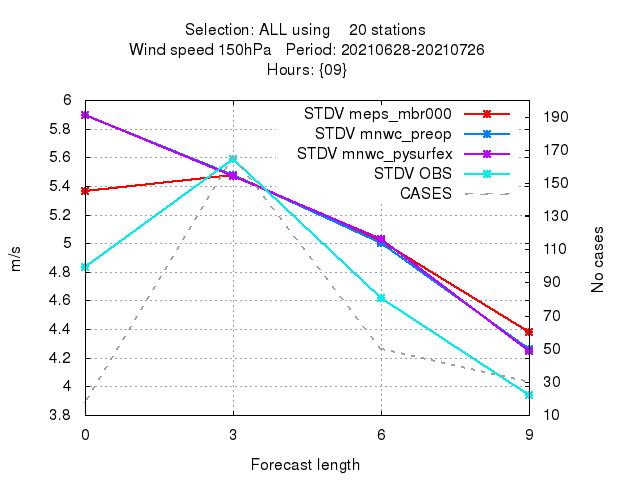 Selection: ALL using 20 stations
Wind speed 150hPa Period: 20210628-20210726
Hours: {09}
STDV meps_mbr000
STDV mnwc_preop
STDV mnwc_pysurfex
STDV OBS
CASES
6
5.8
5.6
5.4
5.2
5
4.8
4.6
4.4
4.2
4
3.8
m/s
190
170
150
130
110
90
70
50
30
10
No cases
0 3 6 9
Forecast length